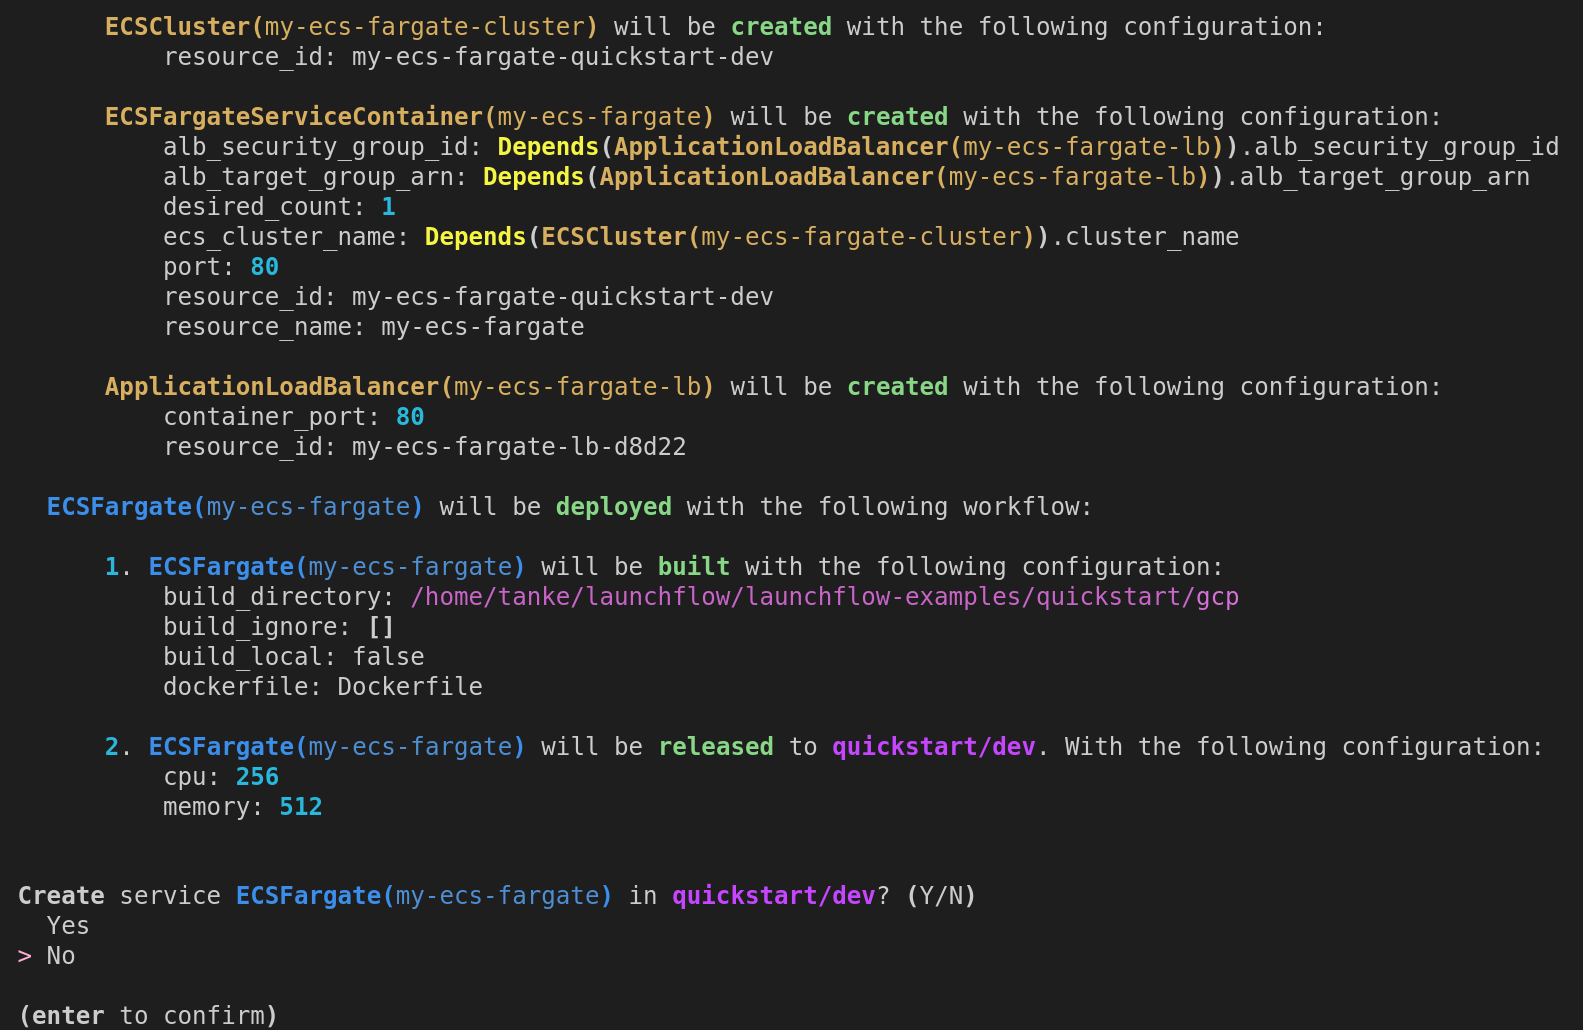 ECSCluster(my-ecs-fargate-cluster) will be created with the following configuration:
resource_id: my-ecs-fargate-quickstart-dev
ECSFargateServiceContainer(my-ecs-fargate) will be created with the following configuration:
alb_security_group_id: Depends(ApplicationLoadBalancer(my-ecs-fargate-lb)).alb_security_group_id
alb_target_group_arn: Depends(ApplicationLoadBalancer(my-ecs-fargate-lb)).alb_target_group_arn
desired_count: 1
ecs_cluster_name: Depends(ECSCluster(my-ecs-fargate-cluster)).cluster_name
port: 80
resource_id: my-ecs-fargate-quickstart-dev
resource_name: my-ecs-fargate
ApplicationLoadBalancer(my-ecs-fargate-lb) will be created with the following configuration:
container_port: 80
resource_id: my-ecs-fargate-lb-d8d22
ECSFargate(my-ecs-fargate) will be deployed with the following workflow:
1. ECSFargate(my-ecs-fargate) will be built with the following configuration:
build_directory: /home/tanke/launchflow/launchflow-examples/quickstart/gcp
build_ignore: []
build_local: false
dockerfile: Dockerfile
2. ECSFargate(my-ecs-fargate) will be released to quickstart/dev. With the following configuration:
cpu: 256
memory: 512
Create service ECSFargate(my-ecs-fargate) in quickstart/dev? (Y/N)
Yes
> No
(enter to confirm)